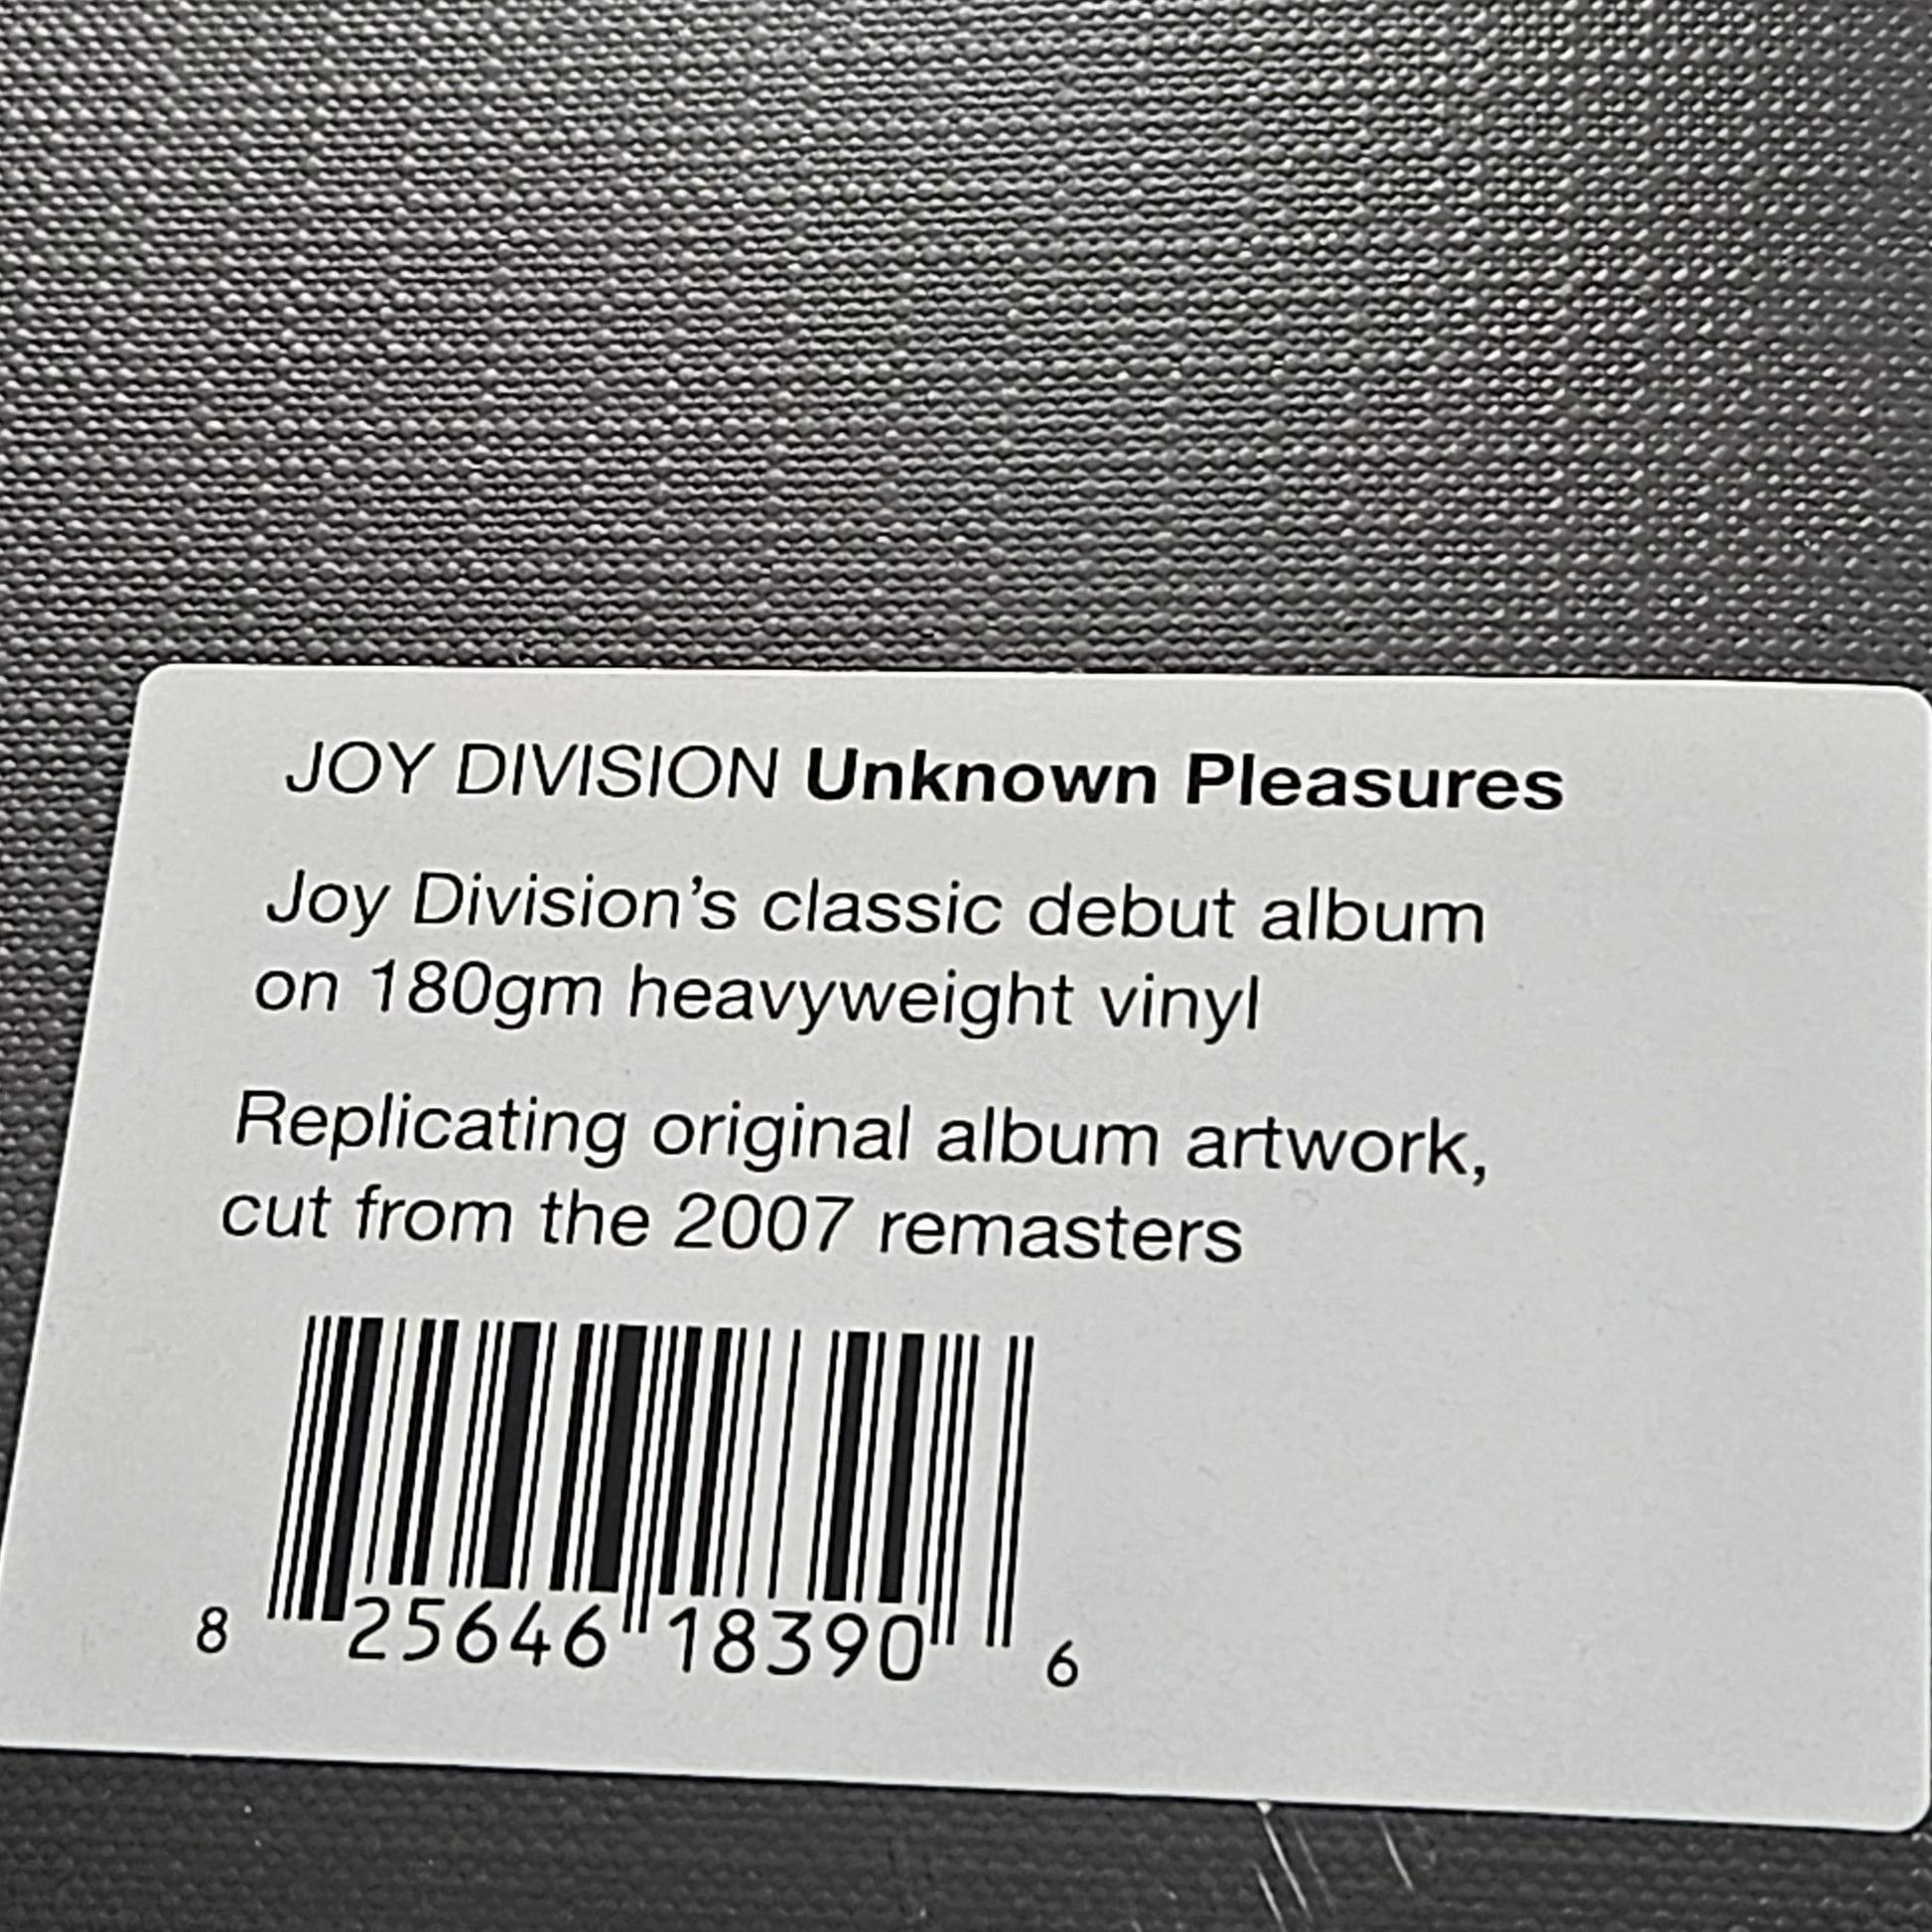 JOY DIVISION Unknown Pleasures
Joy Division’s classic debut album
on 180gm heavyweight vinyl
Replicating original album artwork,
cut from the 2007 remasters
8 25646 18390 6